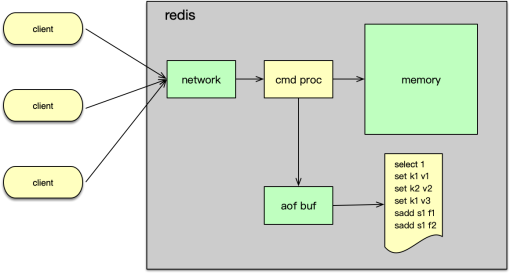 redis
client
network
cmd proc
memory
client
client
aof buf
select 1
set k1 v1
set k2 v2
set k1 v3
sadd s1 f1
sadd s1 f2